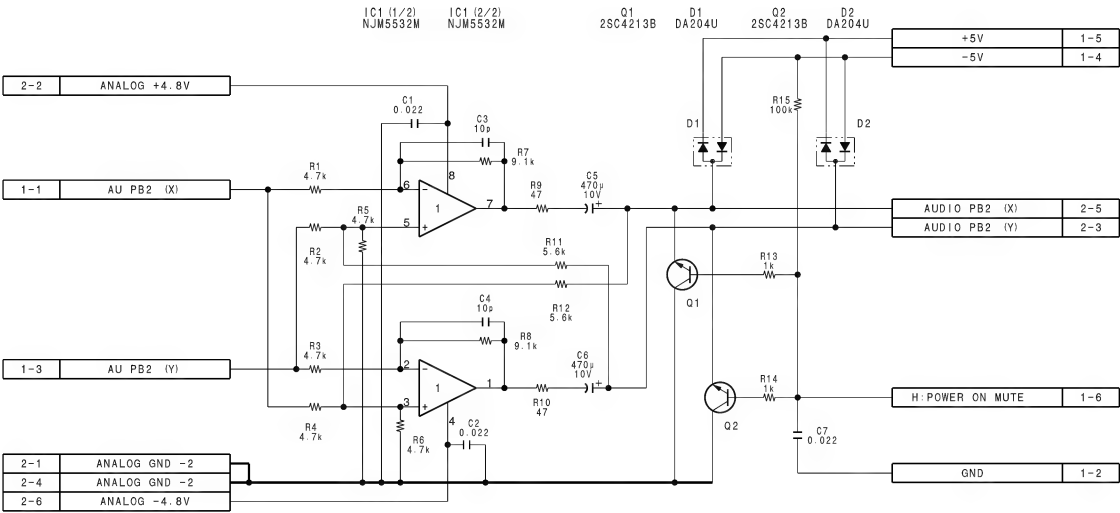 IC1 (1/2) IC1 (2/2) Q1 D1 Q2 D2
NJM5532M NJM5532M 2SC4213B DA204U 2SC4213B DA204U
+5V 1-5
-5V 1-4
2-2 ANALOG +4.8V
C1
0.022
C3
10p
R15
100k
D1
D2
R7
9.1k
R1
4.7k
8
1-1 AU PB2 (X)
6
-
R9
47
C5
470μ
10V
+
1
7
R5
4.7k
5
+
R2
4.7k
AUDIO PB2 (X) 2-5
AUDIO PB2 (Y) 2-3
R11
5.6k
R13
1k
Q1
R12
5.6k
C4
10p
R8
9.1k
R3
4.7k
1-3 AU PB2 (Y)
2
-
C6
470μ
10V
+
1
1
R10
47
3
+
R4
4.7k
R14
1k
Q2
H:POWER ON MUTE 1-6
4
C2
0.022
R6
4.7k
C7
0.022
2-1 ANALOG GND -2
2-4 ANALOG GND -2
2-6 ANALOG -4.8V
GND 1-2